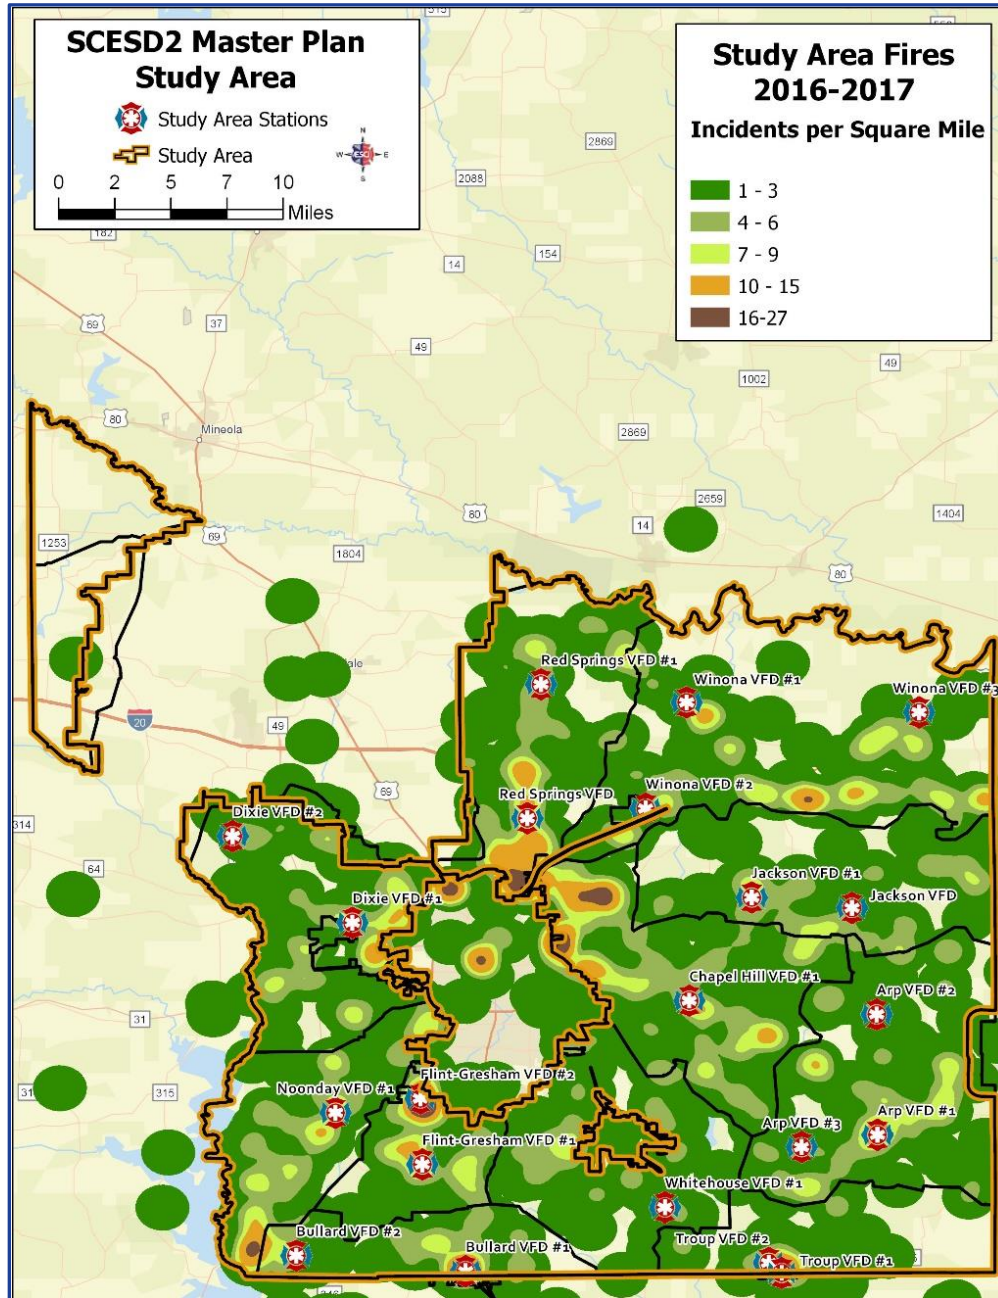 SCESD2 Master Plan
Study Area
Study Area Stations
Study Area
N
W
E
S
ESCI
0 2 5 7 10
Miles
Study Area Fires
2016-2017
Incidents per Square Mile
1 - 3
4 - 6
7 - 9
10 - 15
16-27
515
2869
2088
182
154
14
37
69
49
49
1002
80
Mineola
2869
2659
80
14
1404
1253
69
1804
80
Red Springs VFD #1
Winona VFD #1
Winona VFD #3
20
49
69
Winona VFD #2
Red Springs VFD
Dixie VFD #2
314
64
Jackson VFD #1
Jackson VFD
Dixie VFD #1
Chapel Hill VFD #1
Arp VFD #2
31
Flint-Gresham VFD #2
Noonday VFD #1
315
Arp VFD #1
Arp VFD #3
Flint-Gresham VFD #1
Whitehouse VFD #1
Troup VFD #2
Bullard VFD #2
Bullard VFD #1
Troup VFD #1
346